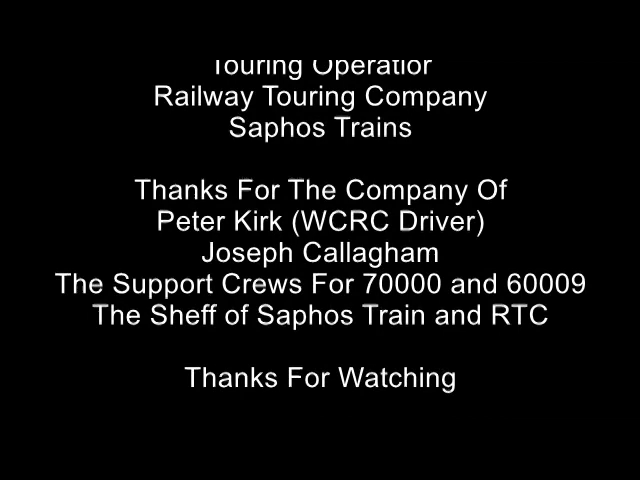 Touring Operatior
Railway Touring Company
Saphos Trains
Thanks For The Company Of
Peter Kirk (WCRC Driver)
Joseph Callagham
The Support Crews For 70000 and 60009
The Sheff of Saphos Train and RTC
Thanks For Watching